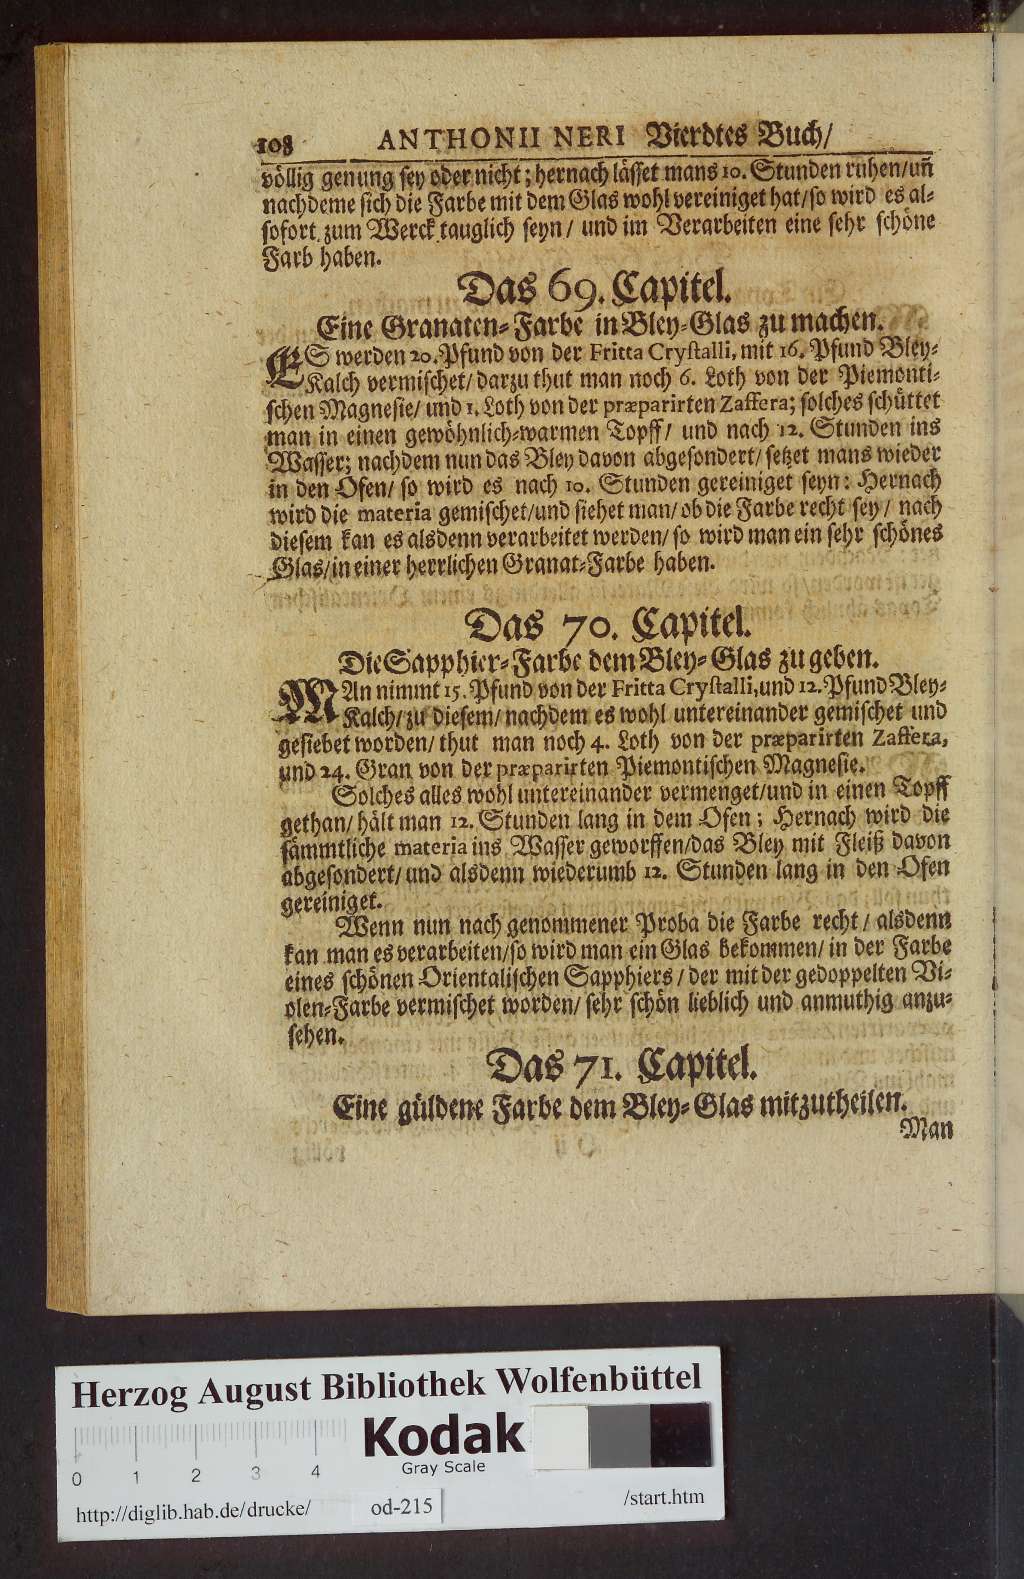 108 ANTHONII NERI Vierdtes Buch/
völlig genung sey oder nicht; hernach lässet mans 10. Stunden ruhen/uñ
nachdeme sich die Farbe mit dem Glas wohl vereiniget hat/so wird es al=
sofort zum Werck tauglich seyn/ und im Verarbeiten eine sehr schöne
Farb haben.
Das 69. Capitel.
Eine Granaten=Farbe in Bley=Glas zu machen.
ES werden 20. Pfund von der Fritta Crystalli, mit 16. Pfund Bley=
Kalch vermischet/ darzu thut man noch 6. Loth von der Piemonti=
schen Magnesie/ und 1. Loth von der præparirten Zaffera; solches schüttet
man in einen gewöhnlich=warmen Topff/ und nach 12. Stunden ins
Wasser; nachdem nun das Bley davon abgesondert/ setzet mans wieder
in den Ofen/ so wird es nach 10. Stunden gereiniget seyn: Hernach
wird die materia gemischet/und siehet man/ ob die Farbe recht sey/ nach
diesem kan es alsdenn verarbeitet werden/ so wird man ein sehr schönes
Glas/in einer herrlichen Granat=Farbe haben.
Das 70. Capitel.
Die Sapphier=Farbe dem Bley=Glas zu geben.
MAn nimmt 15. Pfund von der Fritta Crystalli, und 12. Pfund Bley=
Kalch/ zu diesem/ nachdem es wohl untereinander gemischet und
gesiebet worden/ thut man noch 4. Loth von der præparirten Zaffera,
und 24. Gran von der præparirten Piemontischen Magnesie.
Solches alles wohl untereinander vermenget/und in einen Topff
gethan/ hält man 12. Stunden lang in dem Ofen; Hernach wird die
sämmtliche materia ins Wasser geworffen/das Bley mit Fleiß davon
abgesondert/ und alsdenn wiederumb 12. Stunden lang in den Ofen
gereiniget.
Wenn nun nach genommener Proba die Farbe recht/ alsdenn
kan man es verarbeiten/so wird man ein Glas bekommen/ in der Farbe
eines schönen Orientalischen Sapphiers/ der mit der gedoppelten Vi=
olen=Farbe vermischet worden/ sehr schön lieblich und anmuthig anzu=
sehen.
Das 71. Capitel.
Eine güldene Farbe dem Bley=Glas mitzutheilen.
Man
Herzog August Bibliothek Wolfenbüttel
Kodak
Gray Scale
0 1 2 3 4
http://diglib.hab.de/drucke/ od-215 /start.htm